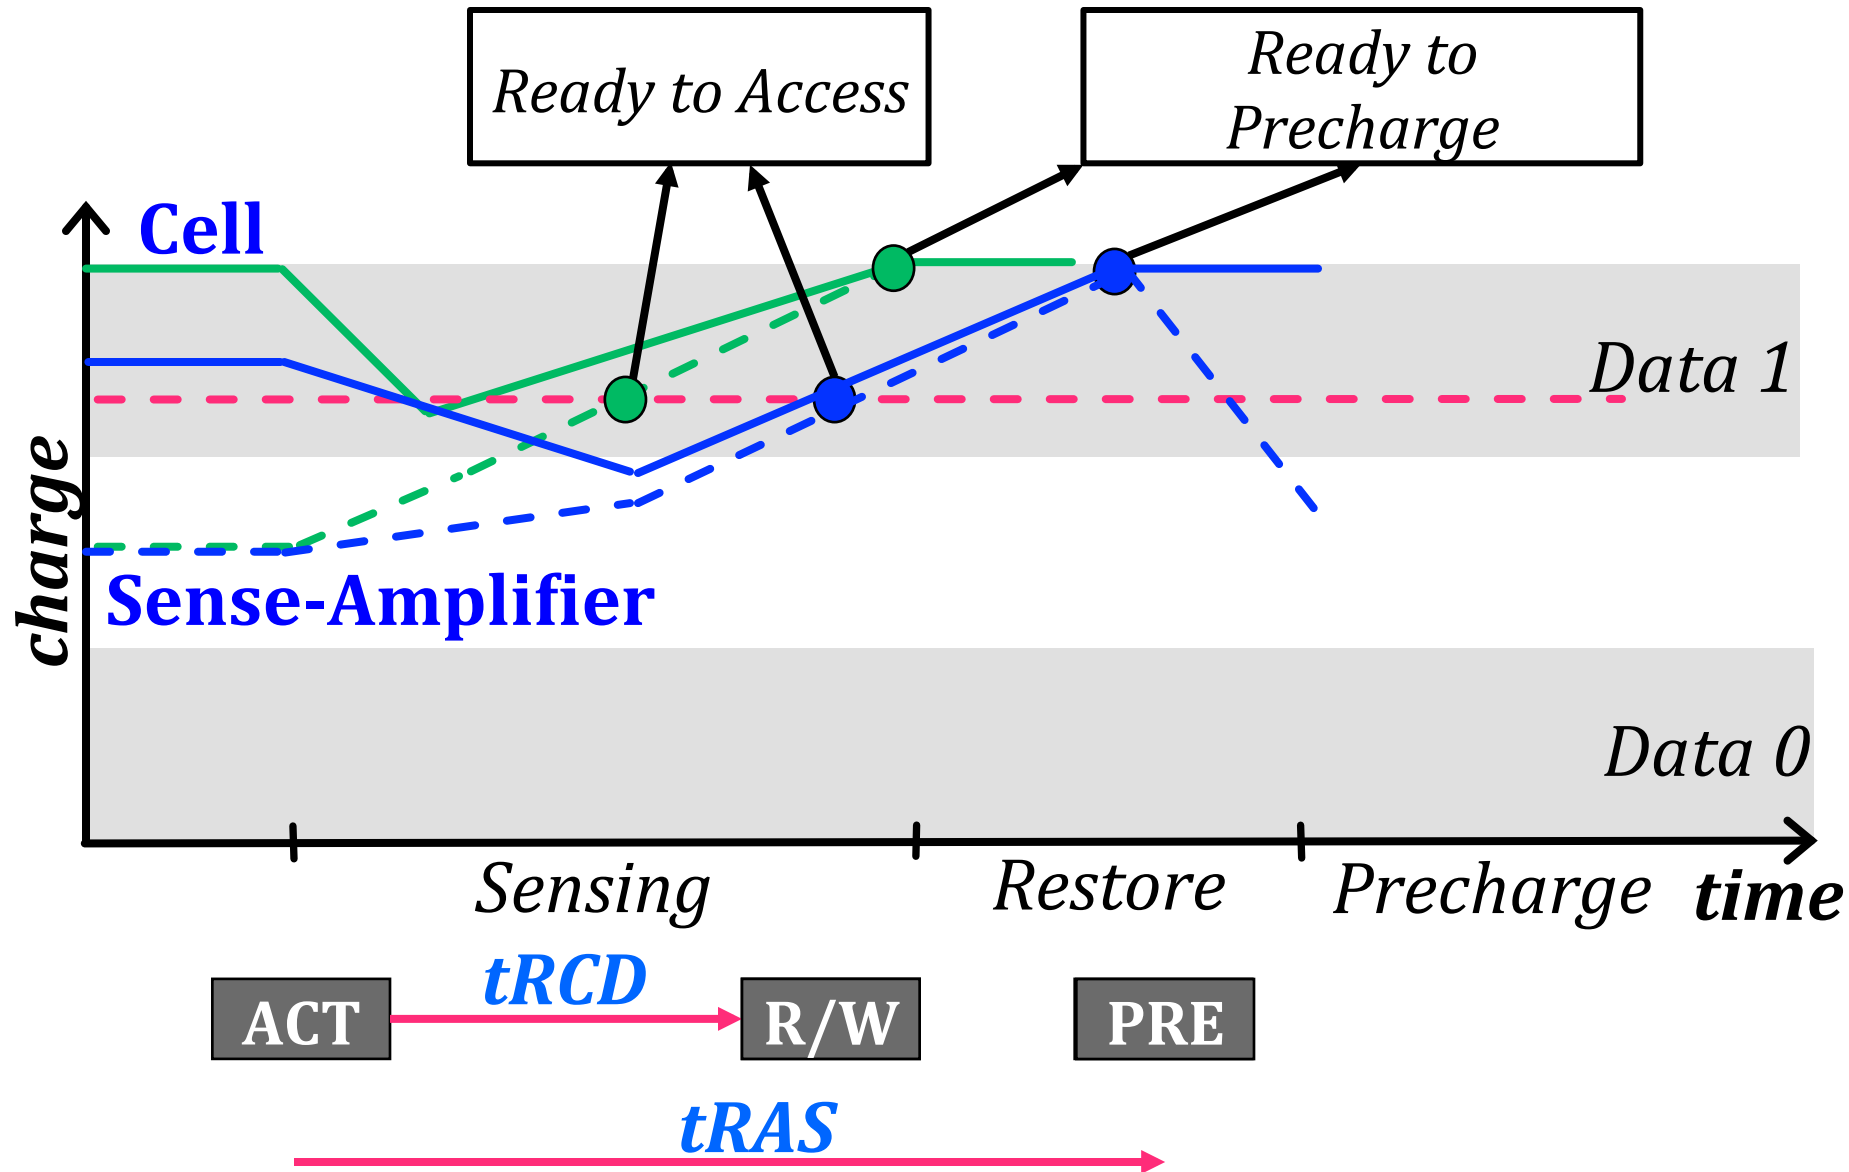 Ready to Access
Ready to
Precharge
Cell
Data 1
charge
Sense-Amplifier
Data 0
Sensing
Restore
Precharge
time
tRCD
ACT
R/W
PRE
tRAS